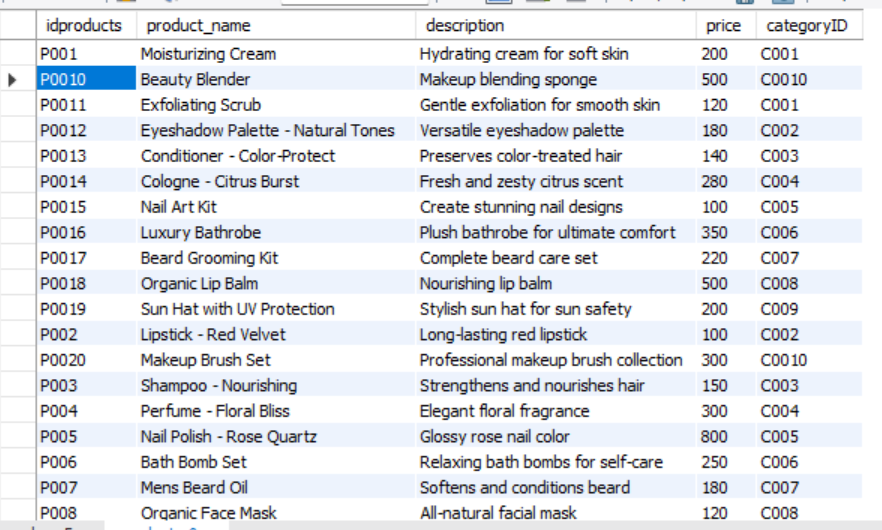 idproducts product_name description price categoryID
P001 Moisturizing Cream Hydrating cream for soft skin 200 C001
P0010 Beauty Blender Makeup blending sponge 500 C0010
P0011 Exfoliating Scrub Gentle exfoliation for smooth skin 120 C001
P0012 Eyeshadow Palette - Natural Tones Versatile eyeshadow palette 180 C002
P0013 Conditioner - Color-Protect Preserves color-treated hair 140 C003
P0014 Cologne - Citrus Burst Fresh and zesty citrus scent 280 C004
P0015 Nail Art Kit Create stunning nail designs 100 C005
P0016 Luxury Bathrobe Plush bathrobe for ultimate comfort 350 C006
P0017 Beard Grooming Kit Complete beard care set 220 C007
P0018 Organic Lip Balm Nourishing lip balm 500 C008
P0019 Sun Hat with UV Protection Stylish sun hat for sun safety 200 C009
P002 Lipstick - Red Velvet Long-lasting red lipstick 100 C002
P0020 Makeup Brush Set Professional makeup brush collection 300 C0010
P003 Shampoo - Nourishing Strengthens and nourishes hair 150 C003
P004 Perfume - Floral Bliss Elegant floral fragrance 300 C004
P005 Nail Polish - Rose Quartz Glossy rose nail color 800 C005
P006 Bath Bomb Set Relaxing bath bombs for self-care 250 C006
P007 Mens Beard Oil Softens and conditions beard 180 C007
P008 Organic Face Mask All-natural facial mask 120 C008